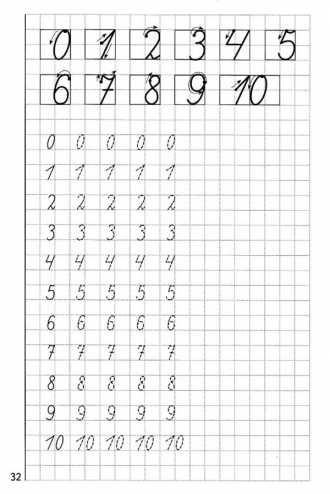 0 1 2 3 4 5
6 7 8 9 10
0 0 0 0 0
1 1 1 1 1
2 2 2 2 2
3 3 3 3 3
4 4 4 4 4
5 5 5 5 5
6 6 6 6 6
7 7 7 7 7
8 8 8 8 8
9 9 9 9 9
10 10 10 10 10
32